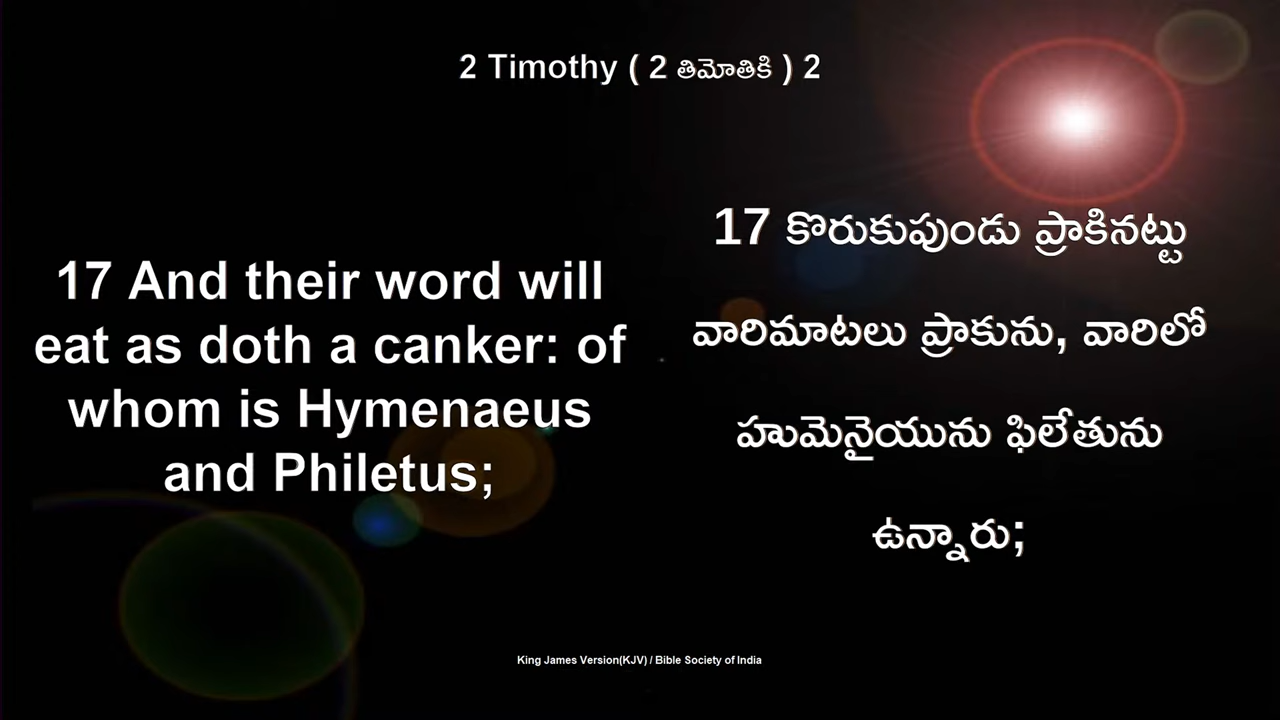 2 Timothy ( 2 తిమోతికి ) 2
17 And their word will
eat as doth a canker: of
whom is Hymenaeus
and Philetus;
17 కొరుకుపుండు ప్రాకినట్టు
వారిమాటలు ప్రాకును, వారిలో
హుమెనైయును ఫిలేతును
ఉన్నారు;
King James Version(KJV) / Bible Society of India